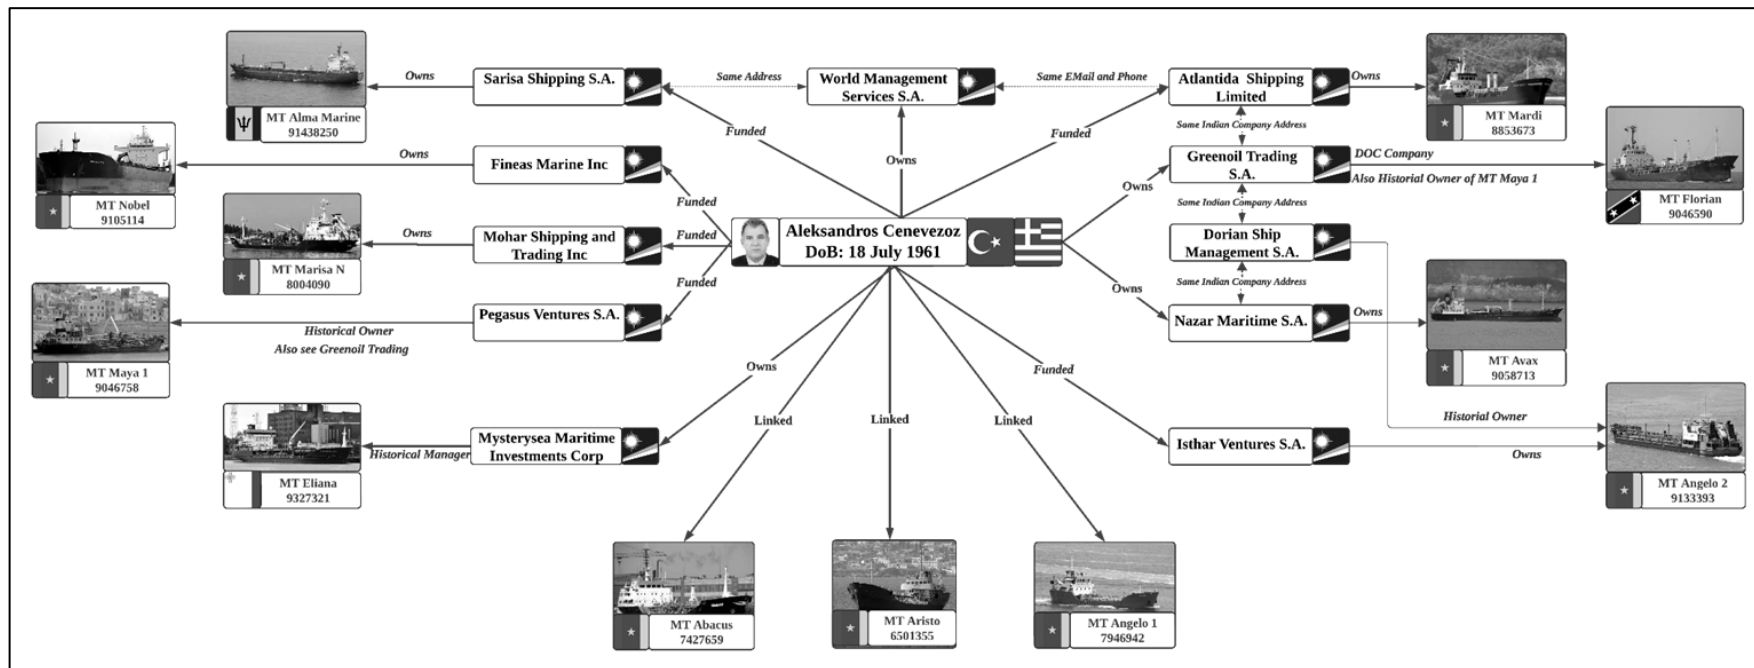 MT Alma Marine
91438250
Owns
Sarisa Shipping S.A.
Same Address
World Management
Services S.A.
Same EMail and Phone
Atlantida Shipping
Limited
Owns
MT Mardi
8853673
Funded
Owns
Funded
Same Indian Company Address
MT Nobel
9105114
Owns
Fineas Marine Inc
Funded
Greenoil Trading
S.A.
DOC Company
Also Historial Owner of MT Maya 1
MT Florian
9046590
Owns
Same Indian Company Address
MT Marisa N
8004090
Owns
Mohar Shipping and
Trading Inc
Funded
Aleksandros Cenevezoz
DoB: 18 July 1961
Dorian Ship
Management S.A.
Same Indian Company Address
MT Maya 1
9046758
Historical Owner
Also see Greenoil Trading
Pegasus Ventures S.A.
Funded
Owns
Nazar Maritime S.A.
Owns
MT Avax
9058713
MT Eliana
9327321
Historical Manager
Mysterysea Maritime
Investments Corp
Owns
Linked
Linked
Linked
Funded
Isthar Ventures S.A.
Historial Owner
Owns
MT Angelo 2
9133393
MT Abacus
7427659
MT Aristo
6501355
MT Angelo 1
7946942